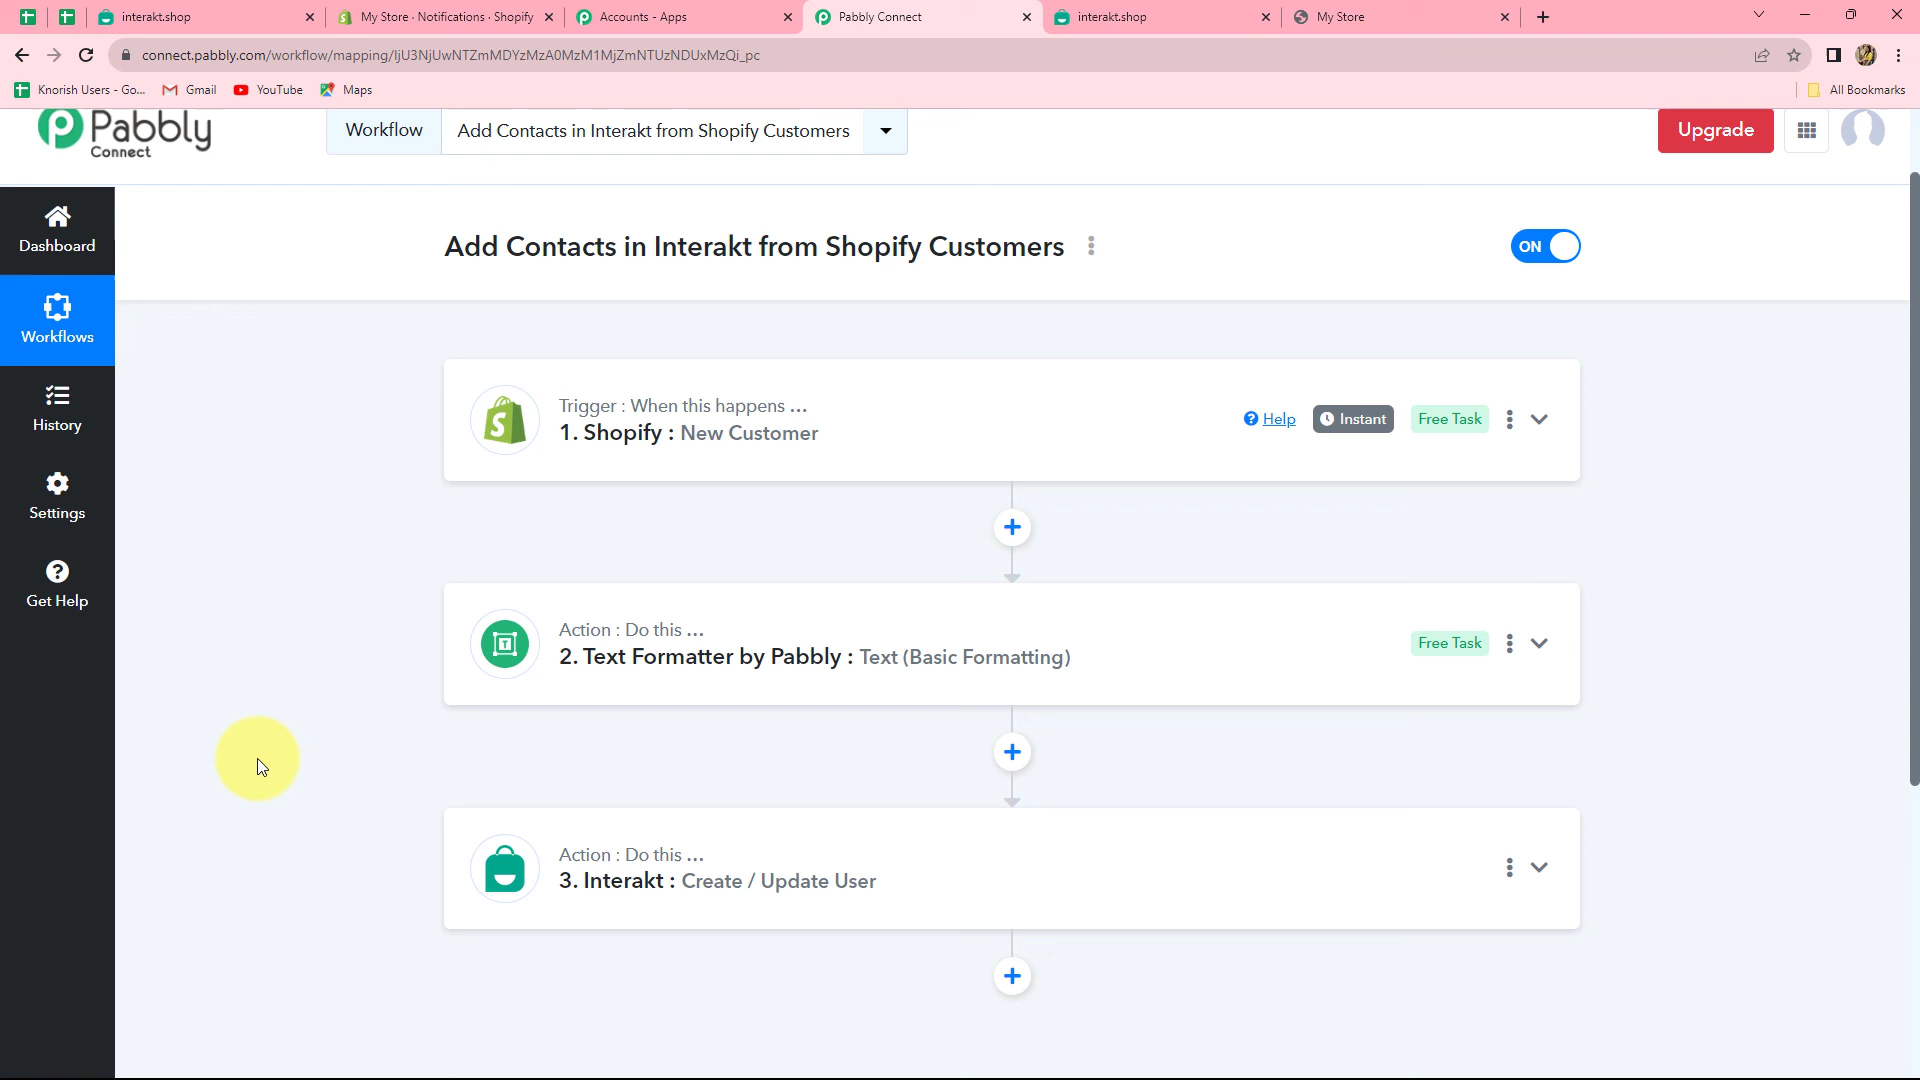 interakt.shop
My Store · Notifications · Shopify
Accounts - Apps
Pabbly Connect
interakt.shop
My Store
connect.pabbly.com/workflow/mapping/IjU3NjUwNTZmMDYzMzA0MzM1MjZmNTUzNDUxMzQi_pc
Knorish Users - Go...
Gmail
YouTube
Maps
All Bookmarks
Pabbly
Connect
Workflow
Add Contacts in Interakt from Shopify Customers
Upgrade
Dashboard
Workflows
History
Settings
Get Help
Add Contacts in Interakt from Shopify Customers
ON
Trigger : When this happens ...
1. Shopify : New Customer
Help
Instant
Free Task
Action : Do this ...
2. Text Formatter by Pabbly : Text (Basic Formatting)
Free Task
Action : Do this ...
3. Interakt : Create / Update User